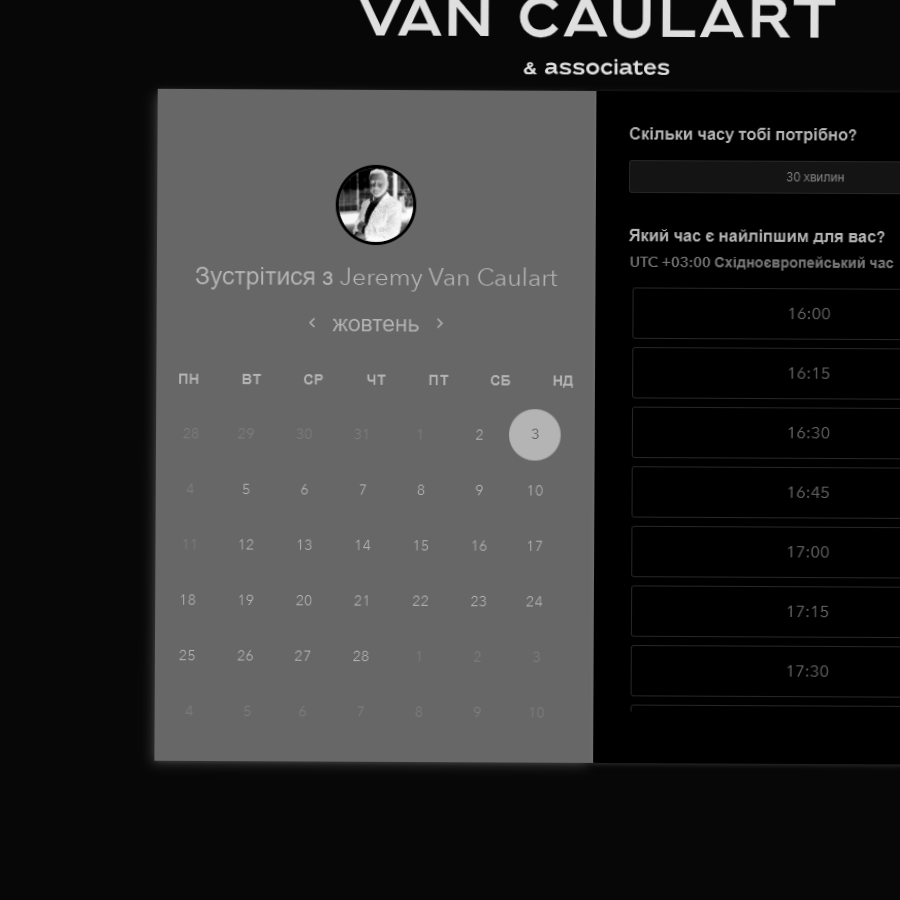 VAN CAULART
& associates
Зустрітися з Jeremy Van Caulart
‹ жовтень ›
ПН ВТ СР ЧТ ПТ СБ НД
28 29 30 31 1 2 3
4 5 6 7 8 9 10
11 12 13 14 15 16 17
18 19 20 21 22 23 24
25 26 27 28 1 2 3
4 5 6 7 8 9 10
Скільки часу тобі потрібно?
30 хвилин
Який час є найліпшим для вас?
UTC +03:00 Східноєвропейський час
16:00
16:15
16:30
16:45
17:00
17:15
17:30